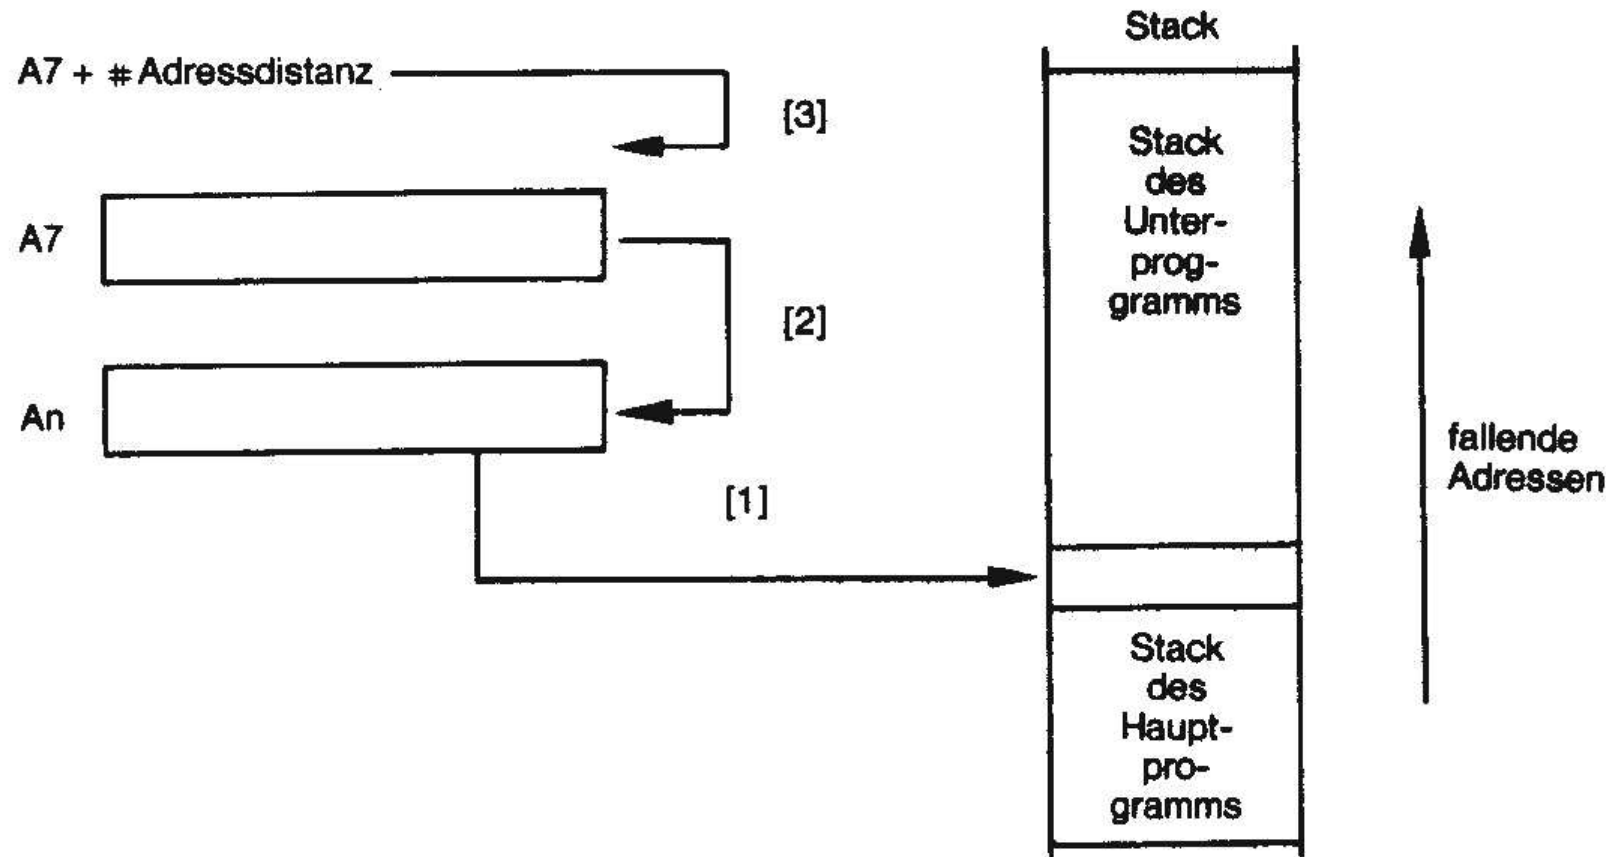 Stack
A7 + # Adressdistanz
[3]
Stack
des
Unter-
prog-
gramms
A7
[2]
An
fallende
Adressen
[1]
Stack
des
Haupt-
pro-
gramms